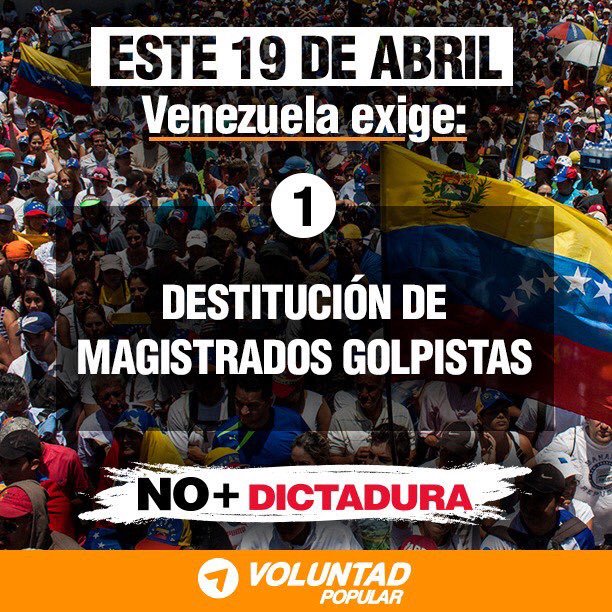 ESTE 19 DE ABRIL
Venezuela exige:
1
DESTITUCIÓN DE
MAGISTRADOS GOLPISTAS
NO+ DICTADURA
VOLUNTAD
POPULAR